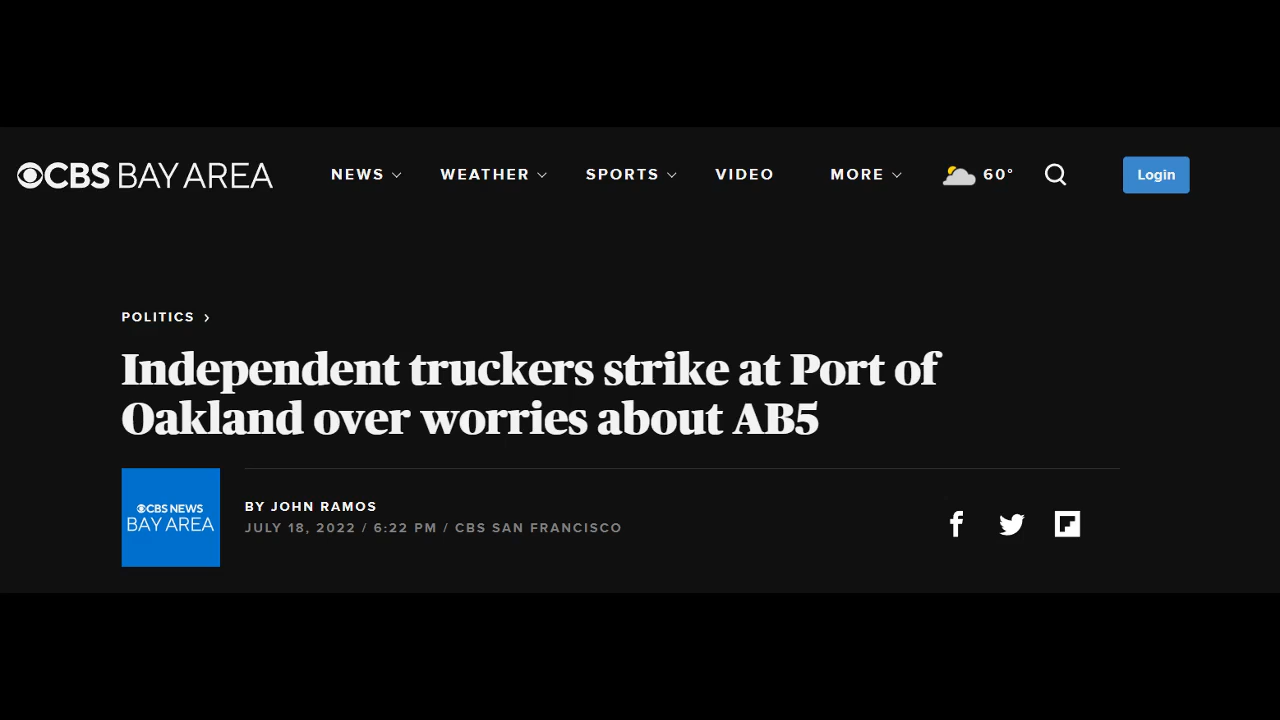 CBS BAY AREA NEWS WEATHER SPORTS VIDEO MORE 60° Login
POLITICS
Independent truckers strike at Port of
Oakland over worries about AB5
CBS NEWS
BAY AREA
BY JOHN RAMOS
JULY 18, 2022 / 6:22 PM / CBS SAN FRANCISCO